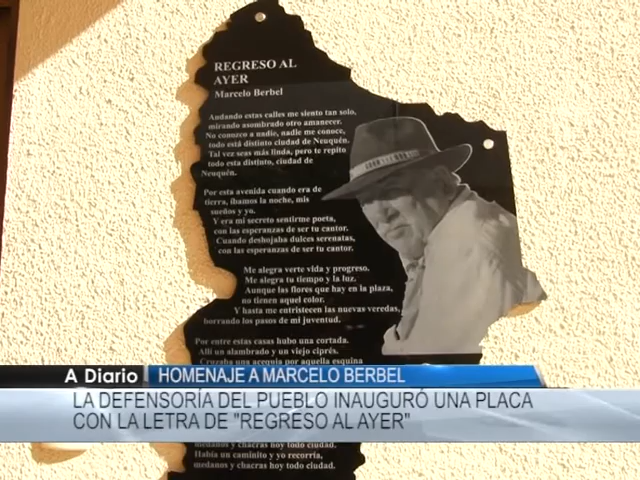 REGRESO AL
AYER
Marcelo Berbel
Andando estas calles me siento tan solo,
mirando asombrado otro amanecer.
No conozco a nadie, nadie me conoce,
todo está distinto ciudad de Neuquén.
Tal vez seas más linda, pero te repito
todo esta distinto, ciudad de
Neuquén.
Por esta avenida cuando era de
tierra, íbamos la noche, mis
sueños y yo.
Y era mi secreto sentirme poeta,
con las esperanzas de ser tu cantor.
Cuando deshojaba dulces serenatas,
con las esperanzas de ser tu cantor.
Me alegra verte vida y progreso.
Me alegra tu tiempo y la luz.
Aunque las flores que hay en la plaza,
no tienen aquel color.
Y hasta me entristecen las nuevas veredas,
borrando los pasos de mi juventud.
Por entre estas casas hubo una cortada.
Allí un alambrado y un viejo ciprés.
Cruzaba una acequia por aquella esquina
A Diario
HOMENAJE A MARCELO BERBEL
LA DEFENSORÍA DEL PUEBLO INAUGURÓ UNA PLACA
CON LA LETRA DE "REGRESO AL AYER"
medanos y chacras hoy todo ciudad.
Había un caminito y yo recorría,
medanos y chacras hoy todo ciudad.